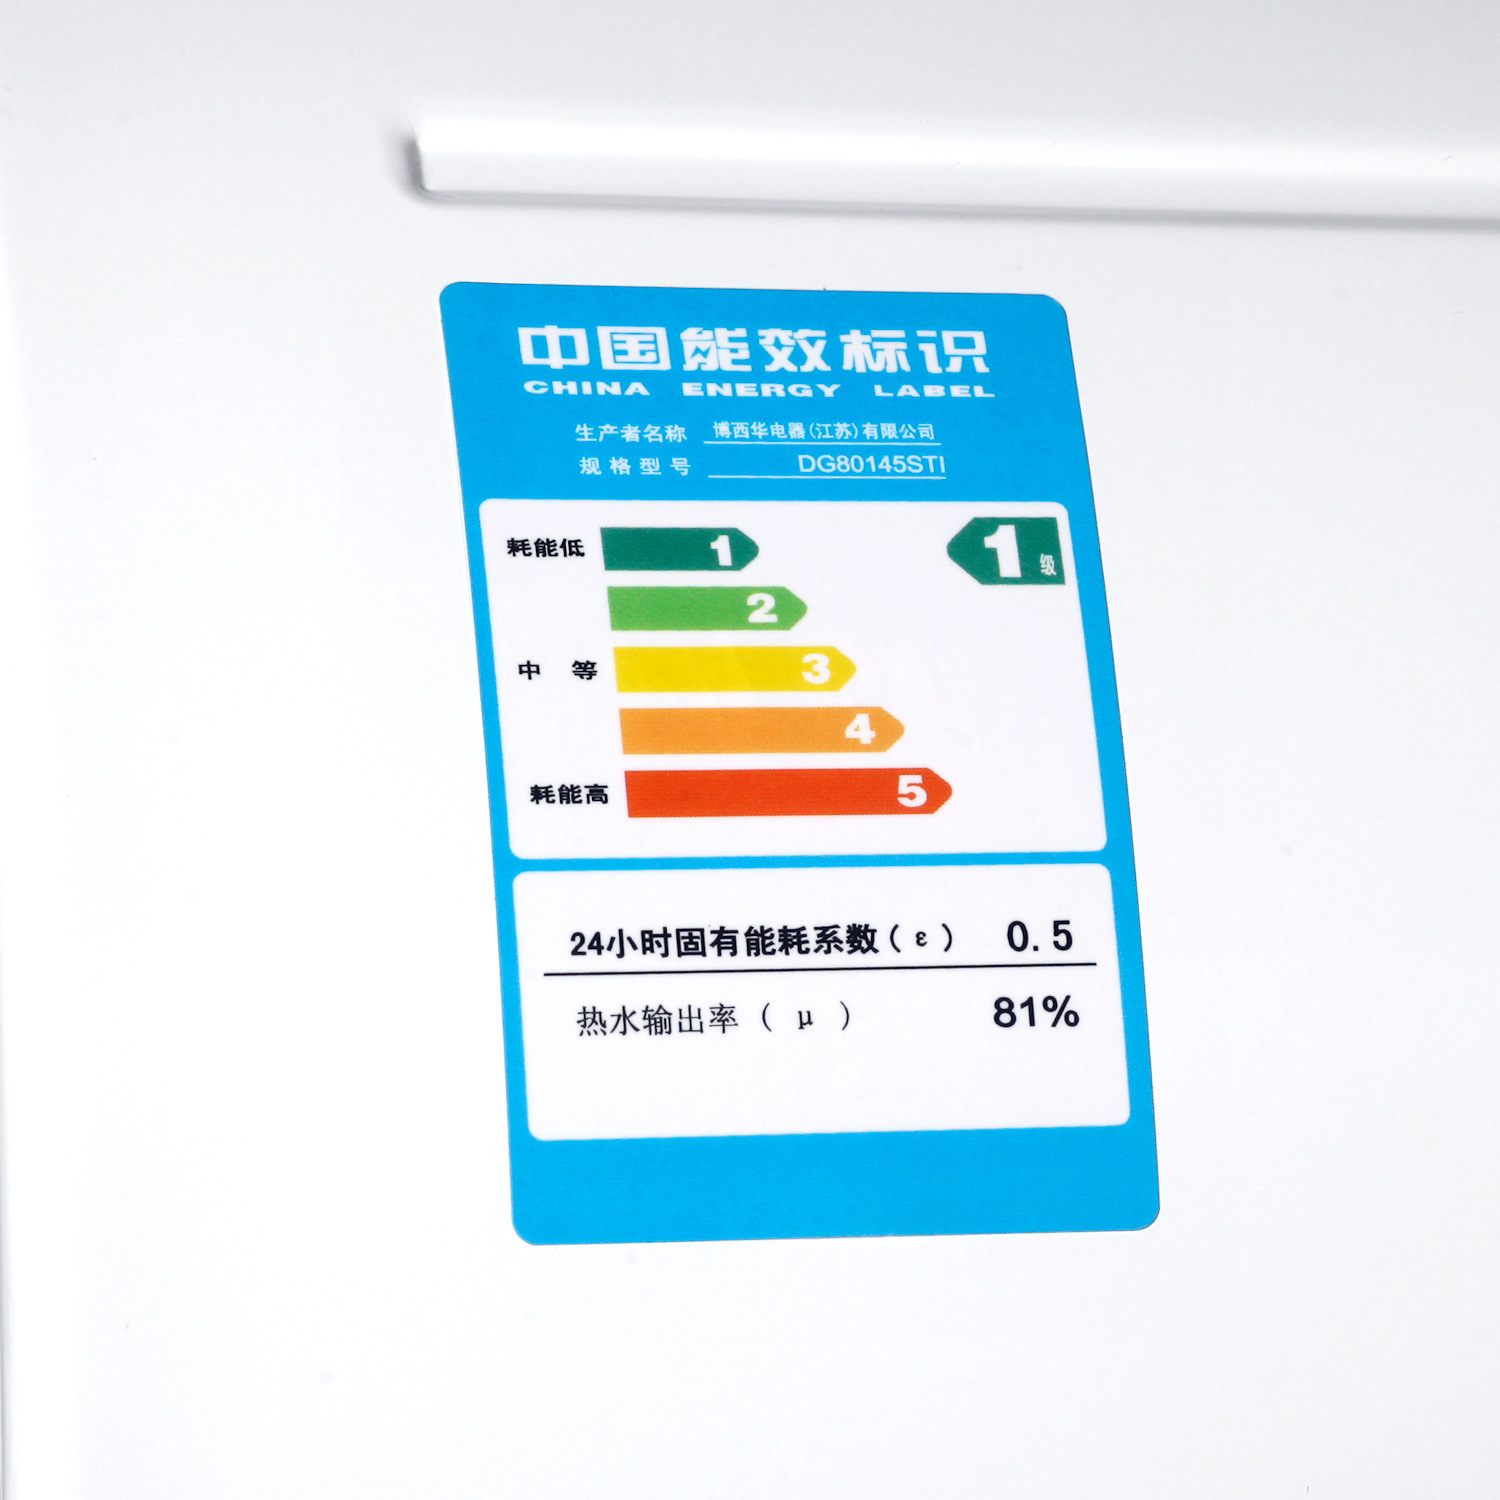 中国能效标识
CHINA ENERGY LABEL
生产者名称 博西华电器(江苏)有限公司
规格型号 DG80145STI
耗能低 1 1级
2
中 等 3
4
耗能高 5
24小时固有能耗系数(ε) 0.5
热水输出率(μ) 81%